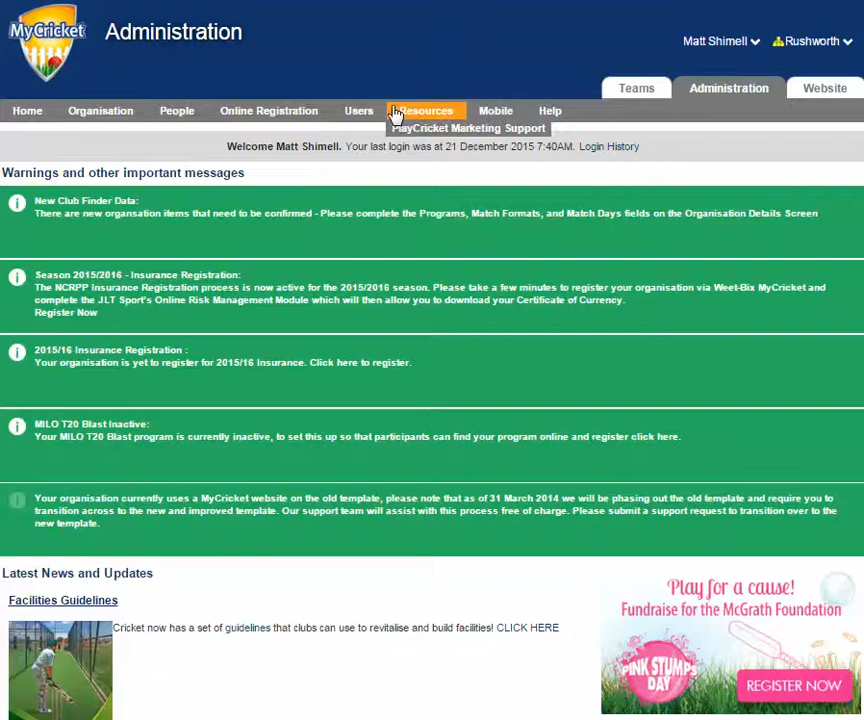 MyCricket
Administration
Matt Shimell
Rushworth
Teams
Administration
Website
Home
Organisation
People
Online Registration
Users
Resources
Mobile
Help
PlayCricket Marketing Support
Welcome Matt Shimell. Your last login was at 21 December 2015 7:40AM. Login History
Warnings and other important messages
New Club Finder Data:
There are new organsation items that need to be confirmed - Please complete the Programs, Match Formats, and Match Days fields on the Organisation Details Screen
Season 2015/2016 - Insurance Registration:
The NCRPP Insurance Registration process is now active for the 2015/2016 season. Please take a few minutes to register your organisation via Weet-Bix MyCricket and
complete the JLT Sport's Online Risk Management Module which will then allow you to download your Certificate of Currency.
Register Now
2015/16 Insurance Registration :
Your organisation is yet to register for 2015/16 Insurance. Click here to register.
MILO T20 Blast Inactive:
Your MILO T20 Blast program is currently inactive, to set this up so that participants can find your program online and register click here.
Your organisation currently uses a MyCricket website on the old template, please note that as of 31 March 2014 we will be phasing out the old template and require you to
transition across to the new and improved template. Our support team will assist with this process free of charge. Please submit a support request to transition over to the
new template.
Latest News and Updates
Facilities Guidelines
Cricket now has a set of guidelines that clubs can use to revitalise and build facilities! CLICK HERE
Play for a cause!
Fundraise for the McGrath Foundation
PINK STUMPS
DAY
REGISTER NOW